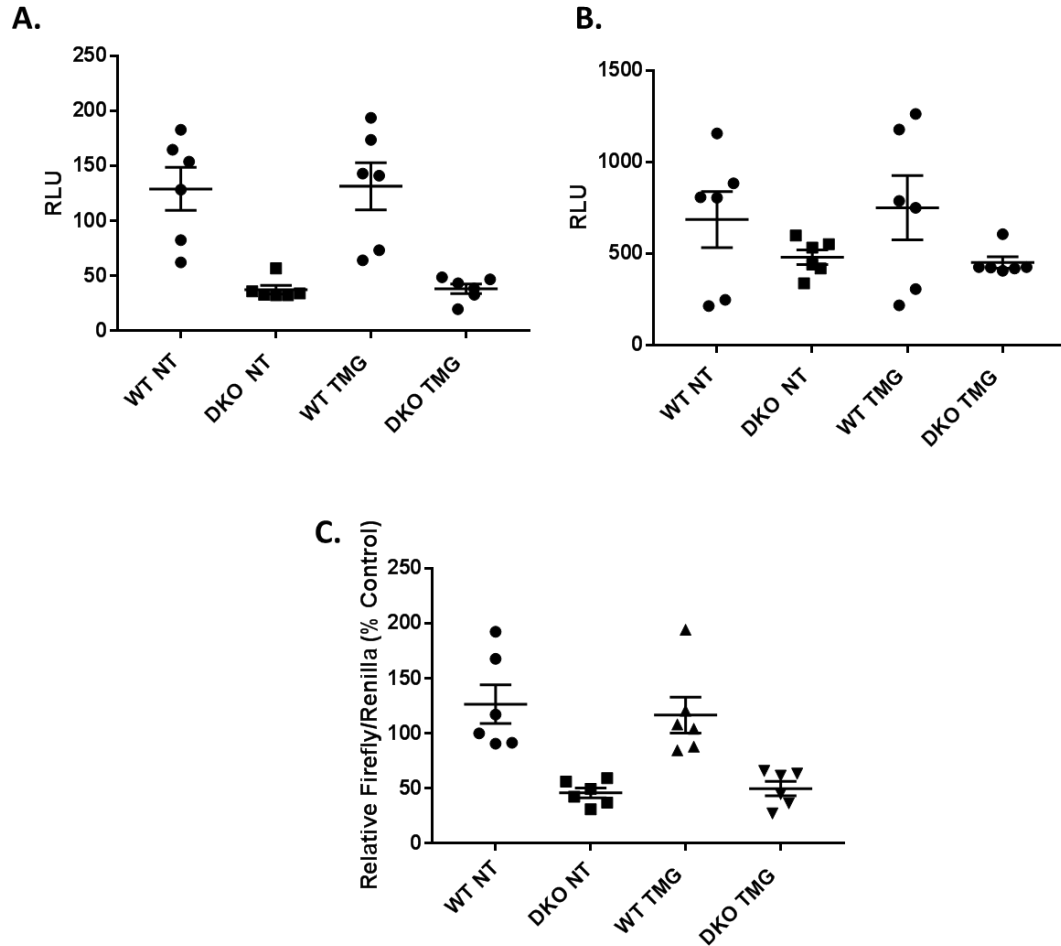 A.
250
200
150
100
50
0
RLU
WT NT
DKO NT
WT TMG
DKO TMG
B.
1500
1000
500
0
RLU
WT NT
DKO NT
WT TMG
DKO TMG
C.
250
200
150
100
50
0
Relative Firefly/Renilla (% Control)
WT NT
DKO NT
WT TMG
DKO TMG